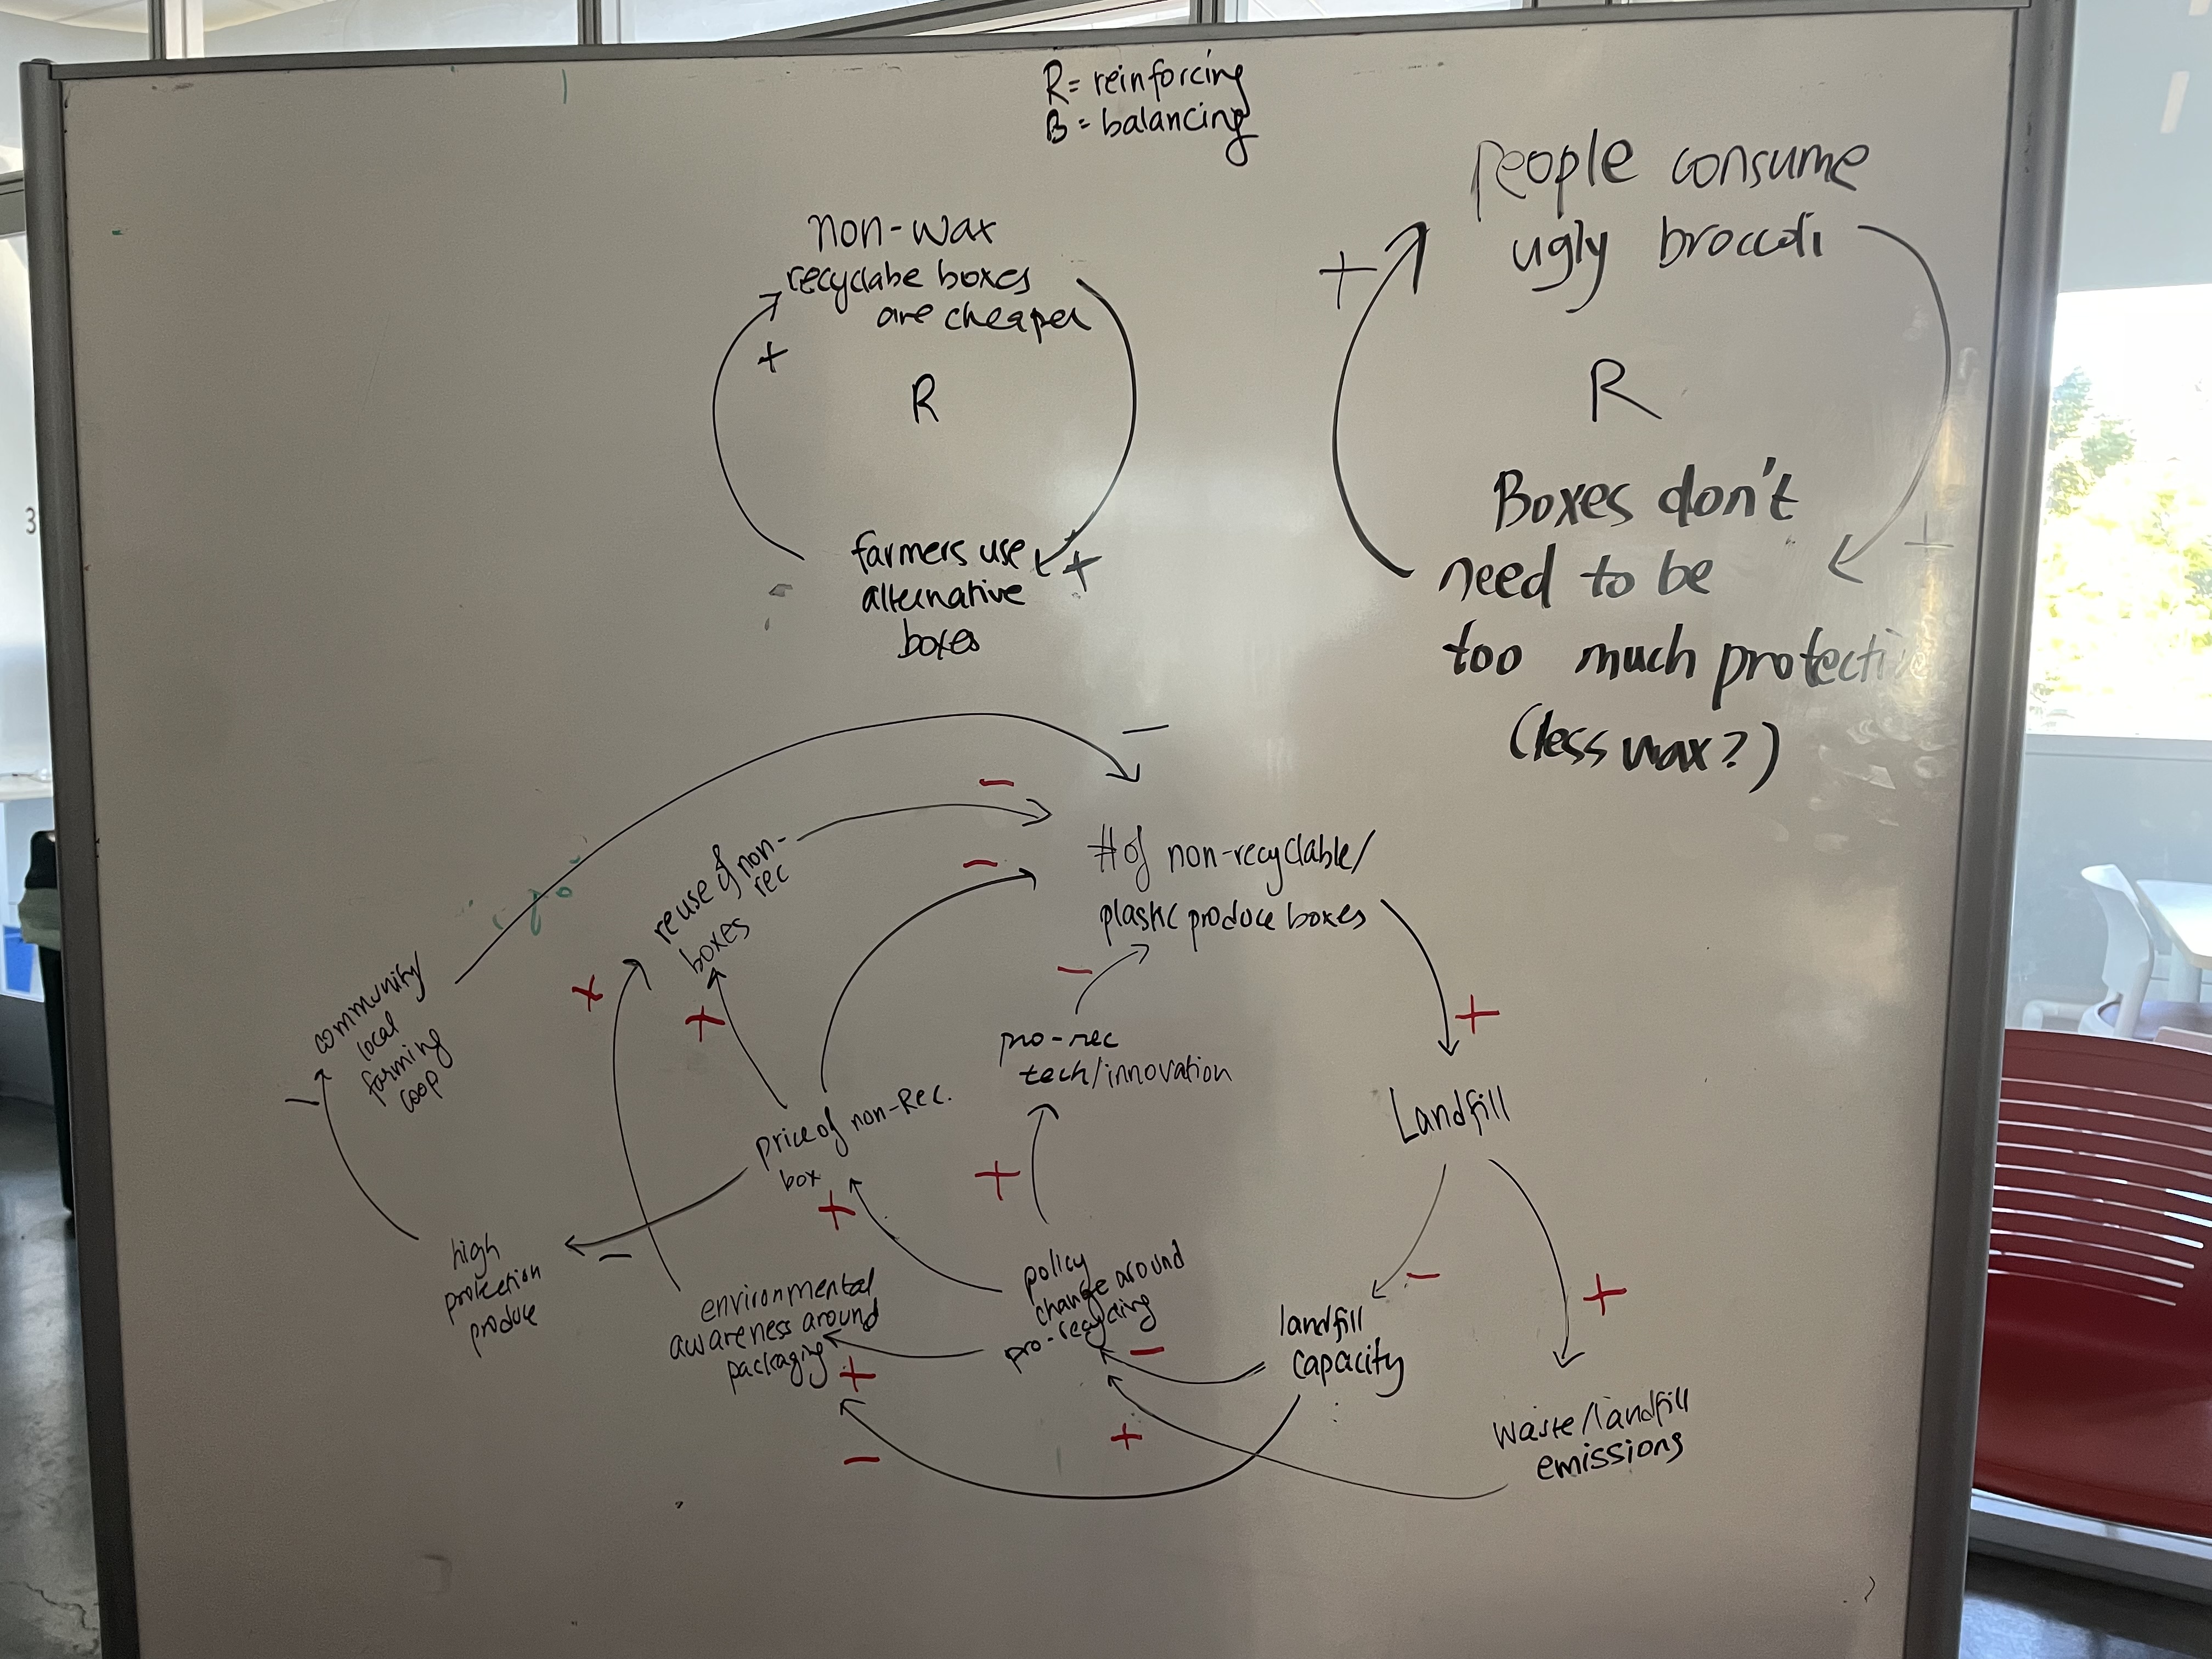 R= reinforcing
B = balancing
non-wax
recyclabe boxes
are cheaper
+
R
farmers use
+
alternative
boxes
people consume
ugly broccoli
+
R
Boxes don't
+
need to be
too much protecti
(less wax?)
−
−
reuse of non-
rec
boxes
−
# of non-recyclable/
plastic produce boxes
+
+
community/
local
farming
coop
−
−
pro-rec
tech/innovation
+
Landfill
price of non-Rec.
box
+
+
high
protection
produce
−
environmental
awareness around
packaging
+
policy
change around
pro-recycling
−
−
landfill
capacity
+
−
+
waste/landfill
emissions
3